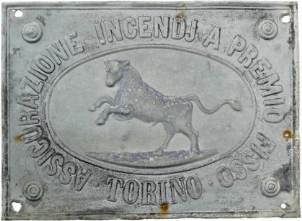 ASSICURAZIONE INCENDJ A PREMIO FISSO
· TORINO ·